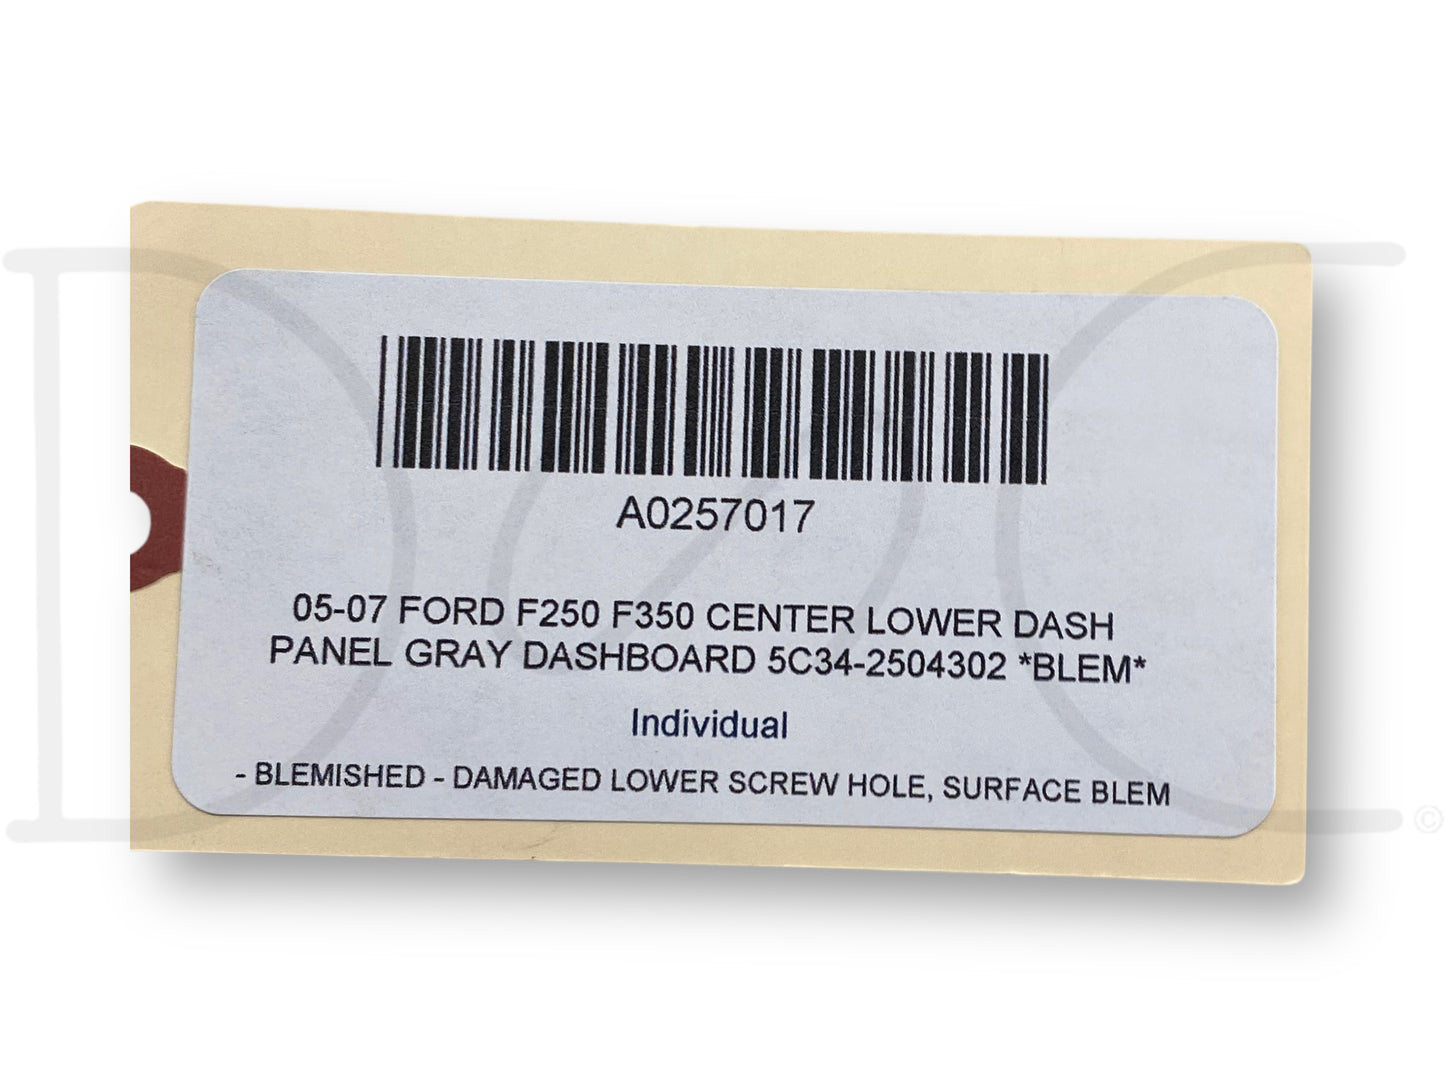 A0257017
05-07 FORD F250 F350 CENTER LOWER DASH
PANEL GRAY DASHBOARD 5C34-2504302 *BLEM*
Individual
- BLEMISHED - DAMAGED LOWER SCREW HOLE, SURFACE BLEM
©